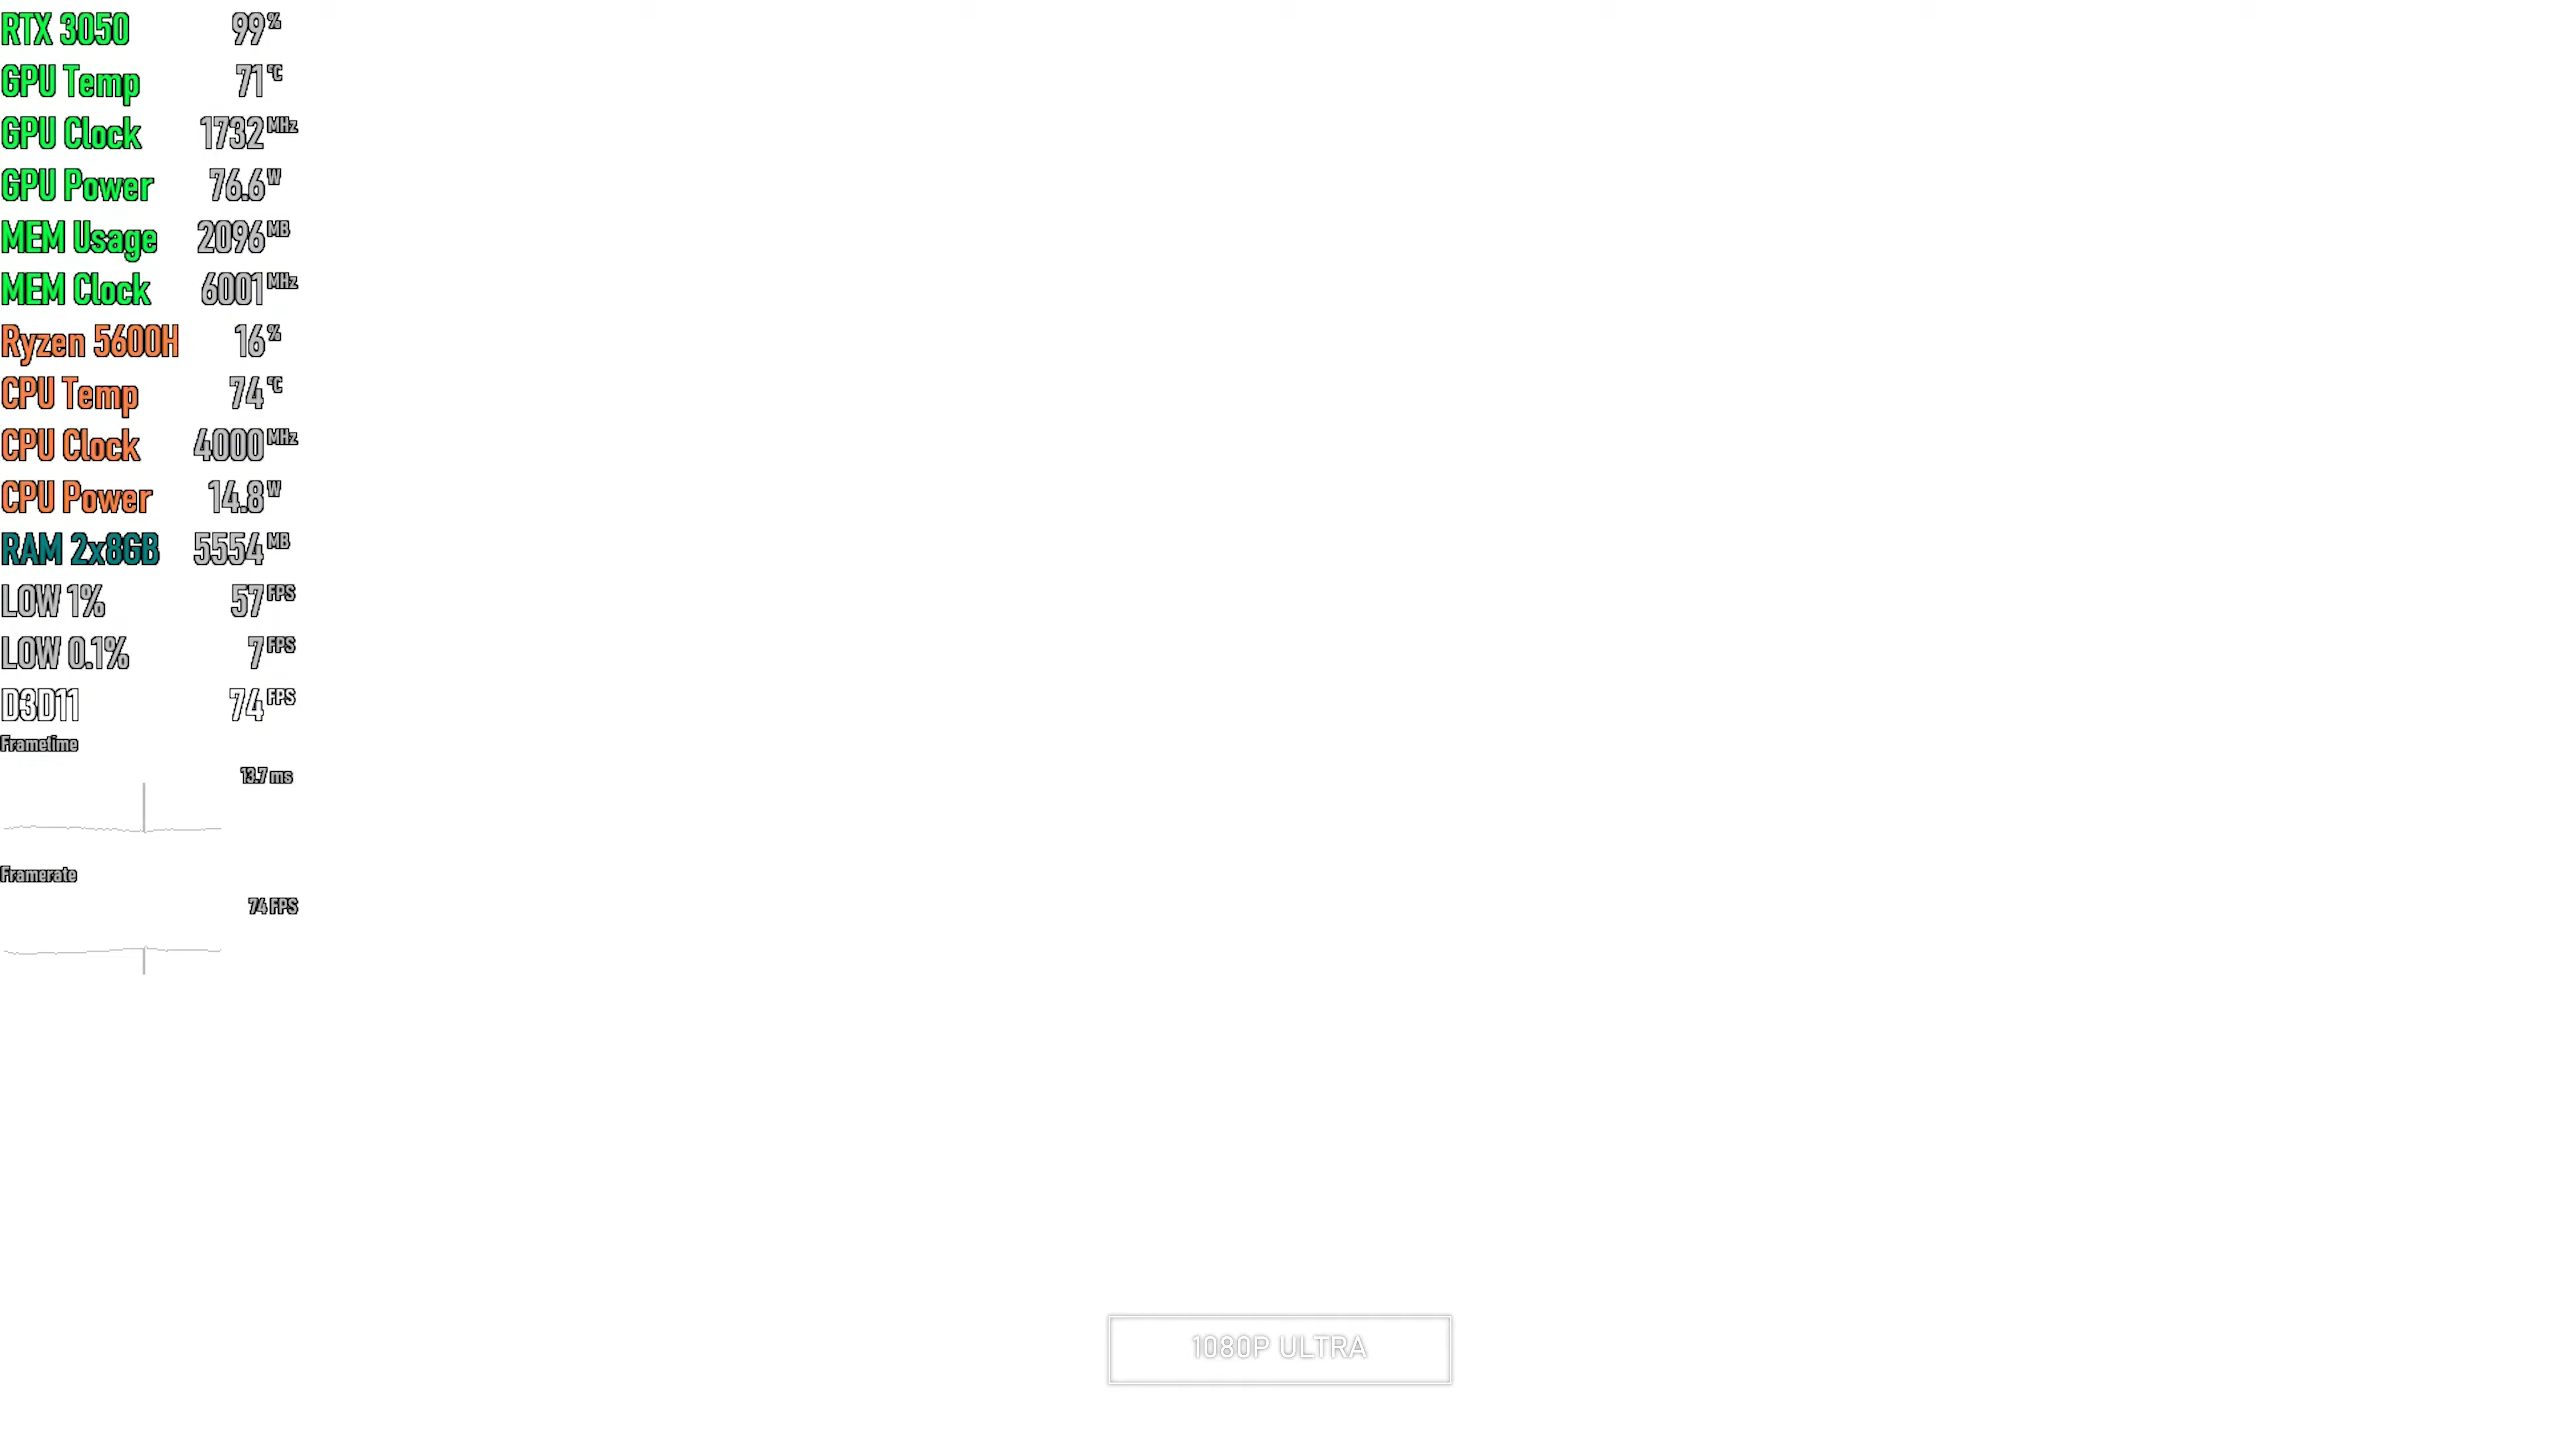 RTX 3050 99%
GPU Temp 71°C
GPU Clock 1732 MHz
GPU Power 76.6 W
MEM Usage 2096 MB
MEM Clock 6001 MHz
Ryzen 5600H 16%
CPU Temp 74°C
CPU Clock 4000 MHz
CPU Power 14.8 W
RAM 2x8GB 5554 MB
LOW 1% 57 FPS
LOW 0.1% 7 FPS
D3D11 74 FPS
Frametime
13.7 ms
Framerate
74 FPS
1080P ULTRA